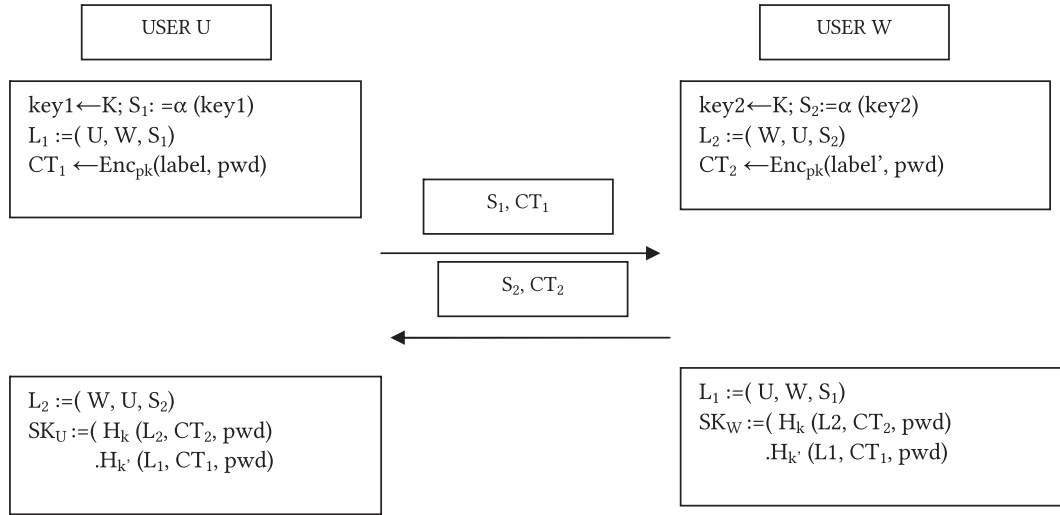 USER U
USER W
key1←K; S₁: =α (key1)
L₁ :=( U, W, S₁)
CT₁ ←Encₚₖ(label, pwd)
key2←K; S₂:=α (key2)
L₂ :=( W, U, S₂)
CT₂ ←Encₚₖ(label’, pwd)
S₁, CT₁
S₂, CT₂
L₂ :=( W, U, S₂)
SKᵤ :=( Hₖ (L₂, CT₂, pwd)
.Hₖ’ (L₁, CT₁, pwd)
L₁ :=( U, W, S₁)
SK_W :=( Hₖ (L2, CT₂, pwd)
.Hₖ’ (L1, CT₁, pwd)